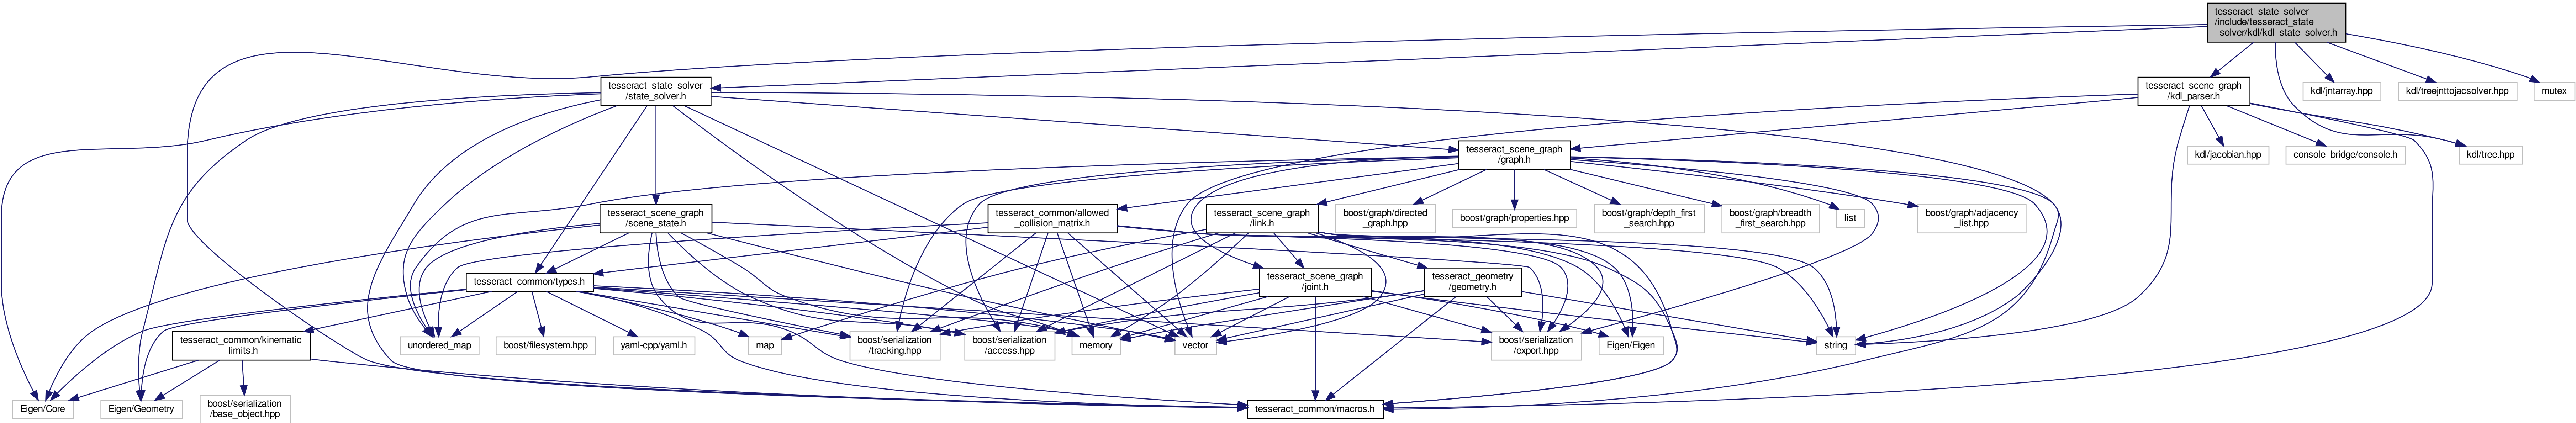 tesseract_state_solver
/include/tesseract_state
_solver/kdl/kdl_state_solver.h
tesseract_state_solver
/state_solver.h
tesseract_scene_graph
/kdl_parser.h
kdl/jntarray.hpp
kdl/treejnttojacsolver.hpp
mutex
tesseract_scene_graph
/graph.h
kdl/jacobian.hpp
console_bridge/console.h
kdl/tree.hpp
tesseract_scene_graph
/scene_state.h
tesseract_common/allowed
_collision_matrix.h
tesseract_scene_graph
/link.h
boost/graph/directed
_graph.hpp
boost/graph/properties.hpp
boost/graph/depth_first
_search.hpp
boost/graph/breadth
_first_search.hpp
list
boost/graph/adjacency
_list.hpp
tesseract_common/types.h
tesseract_scene_graph
/joint.h
tesseract_geometry
/geometry.h
tesseract_common/kinematic
_limits.h
unordered_map
boost/filesystem.hpp
yaml-cpp/yaml.h
map
boost/serialization
/tracking.hpp
boost/serialization
/access.hpp
memory
vector
boost/serialization
/export.hpp
Eigen/Eigen
string
Eigen/Core
Eigen/Geometry
boost/serialization
/base_object.hpp
tesseract_common/macros.h